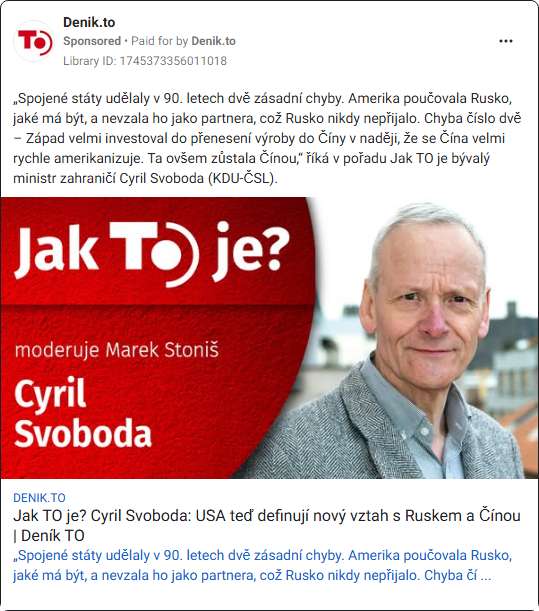 Denik.to
Sponsored • Paid for by Denik.to
Library ID: 1745373356011018
TO
„Spojené státy udělaly v 90. letech dvě zásadní chyby. Amerika poučovala Rusko,
jaké má být, a nevzala ho jako partnera, což Rusko nikdy nepřijalo. Chyba číslo dvě
– Západ velmi investoval do přenesení výroby do Číny v naději, že se Čína velmi
rychle amerikanizuje. Ta ovšem zůstala Čínou,“ říká v pořadu Jak TO je bývalý
ministr zahraničí Cyril Svoboda (KDU-ČSL).
Jak TO je?
moderuje Marek Stoniš
Cyril
Svoboda
DENIK.TO
Jak TO je? Cyril Svoboda: USA teď definují nový vztah s Ruskem a Čínou
| Deník TO
„Spojené státy udělaly v 90. letech dvě zásadní chyby. Amerika poučovala Rusko,
jaké má být, a nevzala ho jako partnera, což Rusko nikdy nepřijalo. Chyba čí ...